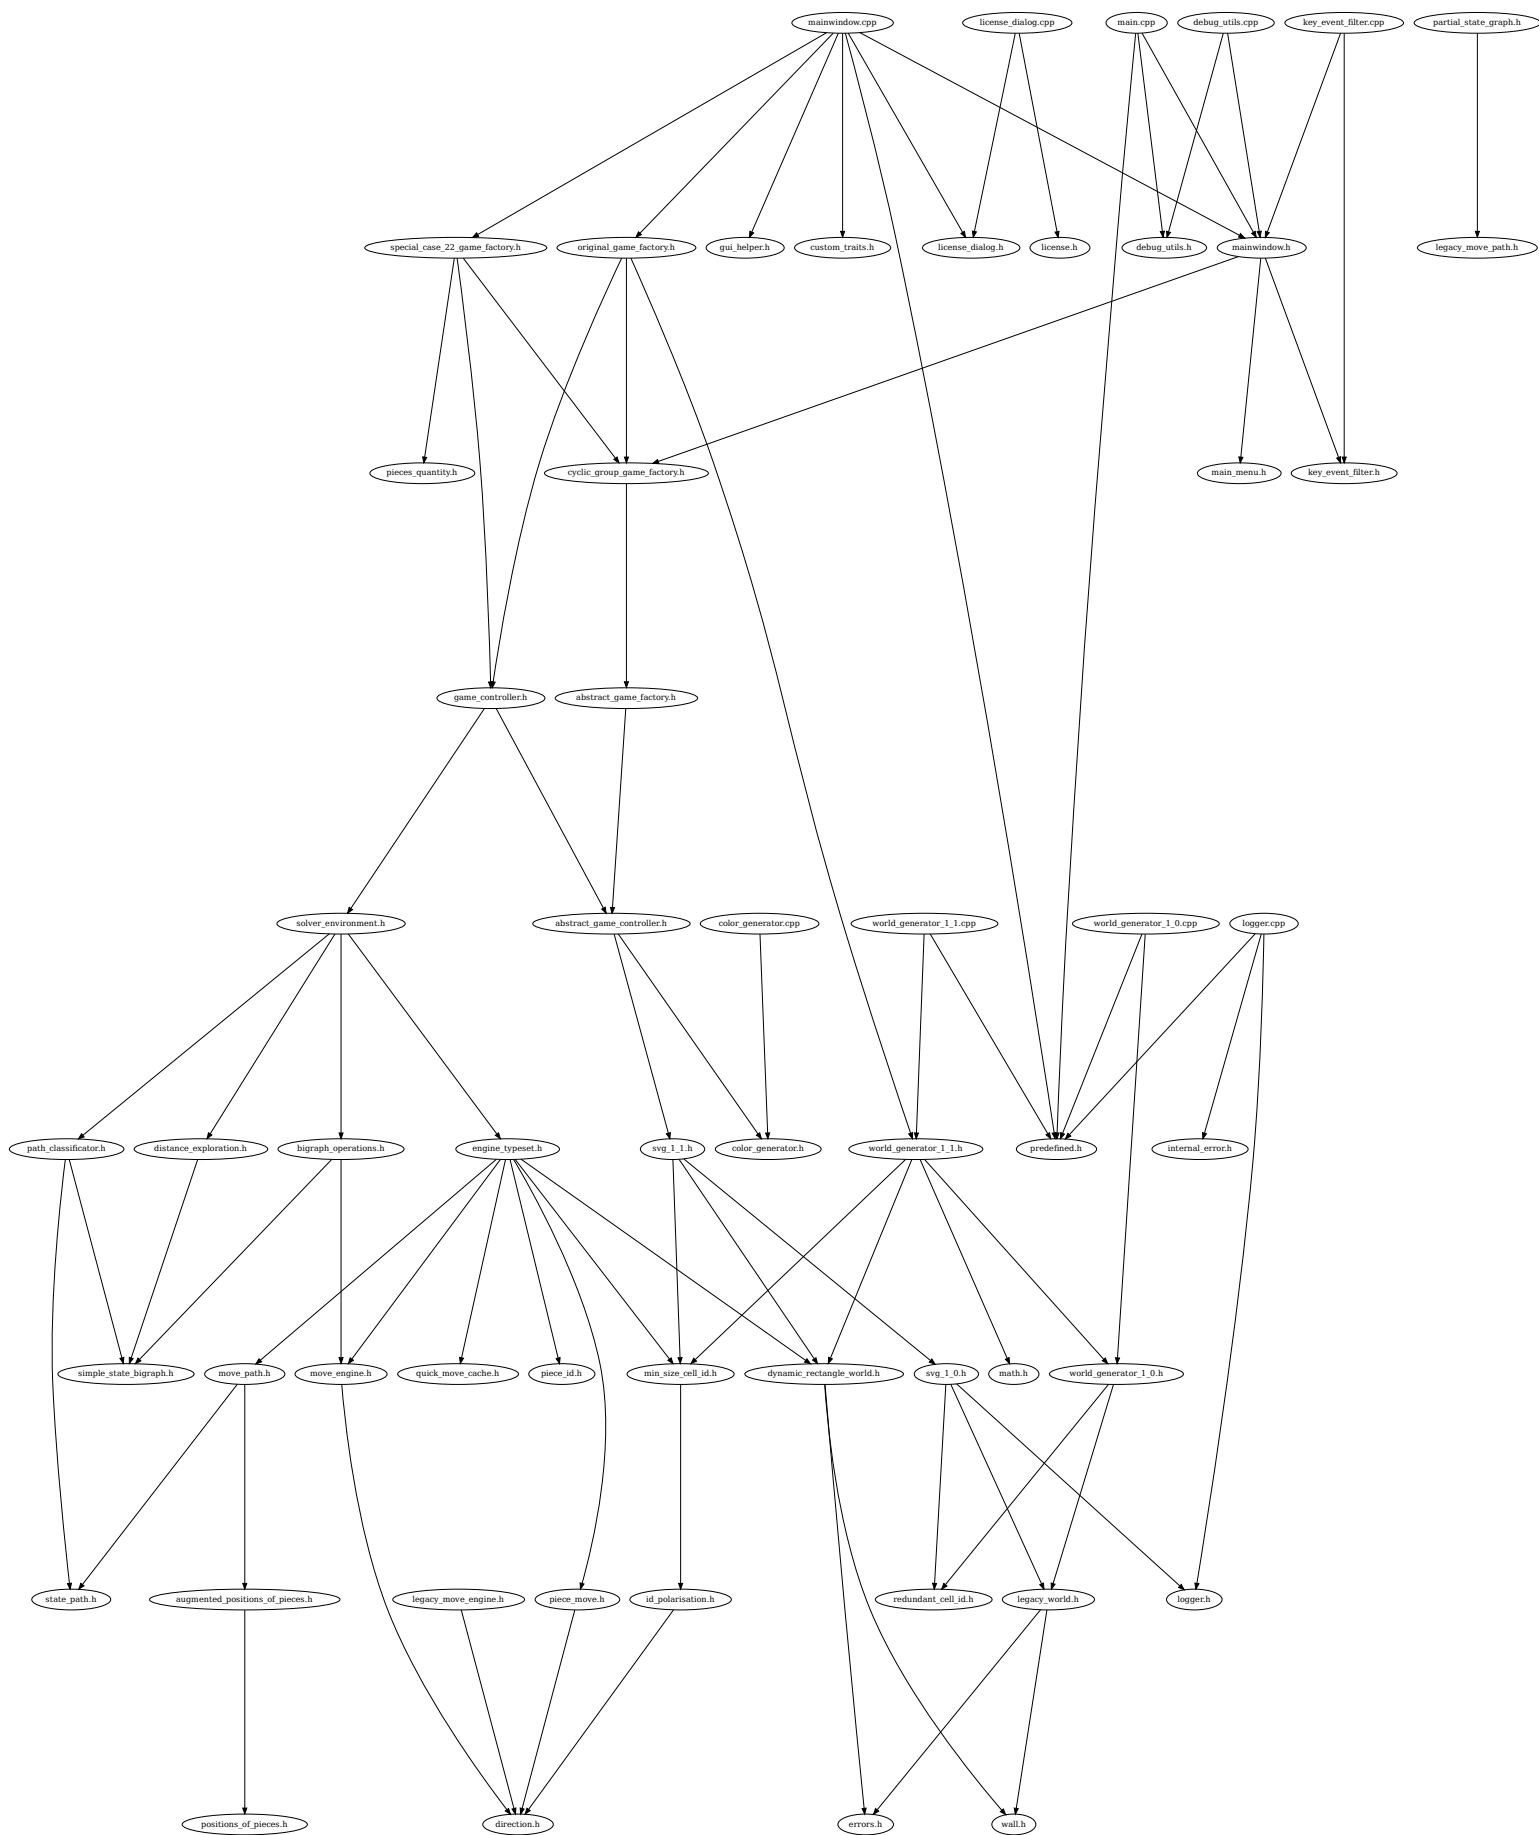 mainwindow.cpp
license_dialog.cpp
main.cpp
debug_utils.cpp
key_event_filter.cpp
partial_state_graph.h
special_case_22_game_factory.h
original_game_factory.h
gui_helper.h
custom_traits.h
license_dialog.h
license.h
debug_utils.h
mainwindow.h
legacy_move_path.h
pieces_quantity.h
cyclic_group_game_factory.h
main_menu.h
key_event_filter.h
game_controller.h
abstract_game_factory.h
solver_environment.h
abstract_game_controller.h
color_generator.cpp
world_generator_1_1.cpp
world_generator_1_0.cpp
logger.cpp
path_classificator.h
distance_exploration.h
bigraph_operations.h
engine_typeset.h
svg_1_1.h
color_generator.h
world_generator_1_1.h
predefined.h
internal_error.h
simple_state_bigraph.h
move_path.h
move_engine.h
quick_move_cache.h
piece_id.h
min_size_cell_id.h
dynamic_rectangle_world.h
svg_1_0.h
math.h
world_generator_1_0.h
state_path.h
augmented_positions_of_pieces.h
legacy_move_engine.h
piece_move.h
id_polarisation.h
redundant_cell_id.h
legacy_world.h
logger.h
positions_of_pieces.h
direction.h
errors.h
wall.h